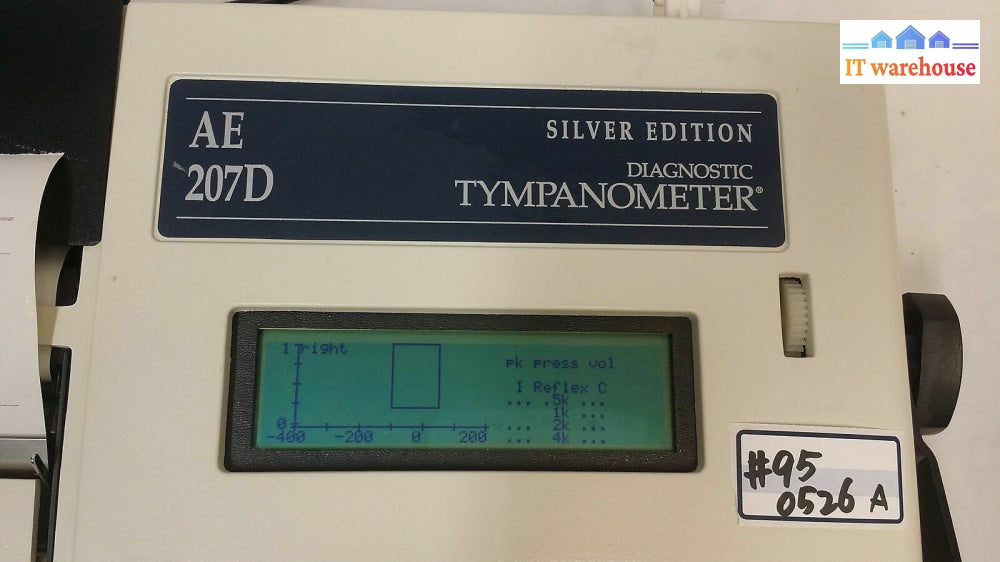 IT warehouse
AE
207D
SILVER EDITION
DIAGNOSTIC
TYMPANOMETER®
1 right
0
-400 -200 0 200
pk press vol
I Reflex C
... .5k ...
1k ...
... 2k ...
... 4k ...
#95
0526 A